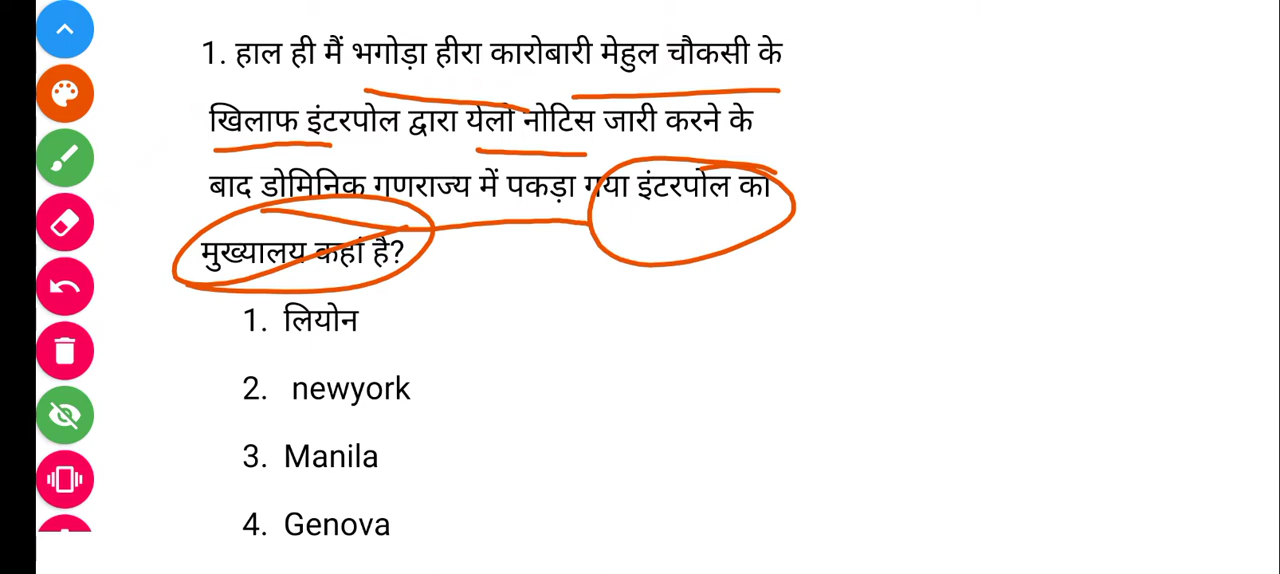 1. हाल ही मैं भगोड़ा हीरा कारोबारी मेहुल चौकसी के
खिलाफ इंटरपोल द्वारा येलो नोटिस जारी करने के
बाद डोमिनिक गणराज्य में पकड़ा गया इंटरपोल का
मुख्यालय कहां है?
1. लियोन
2. newyork
3. Manila
4. Genova